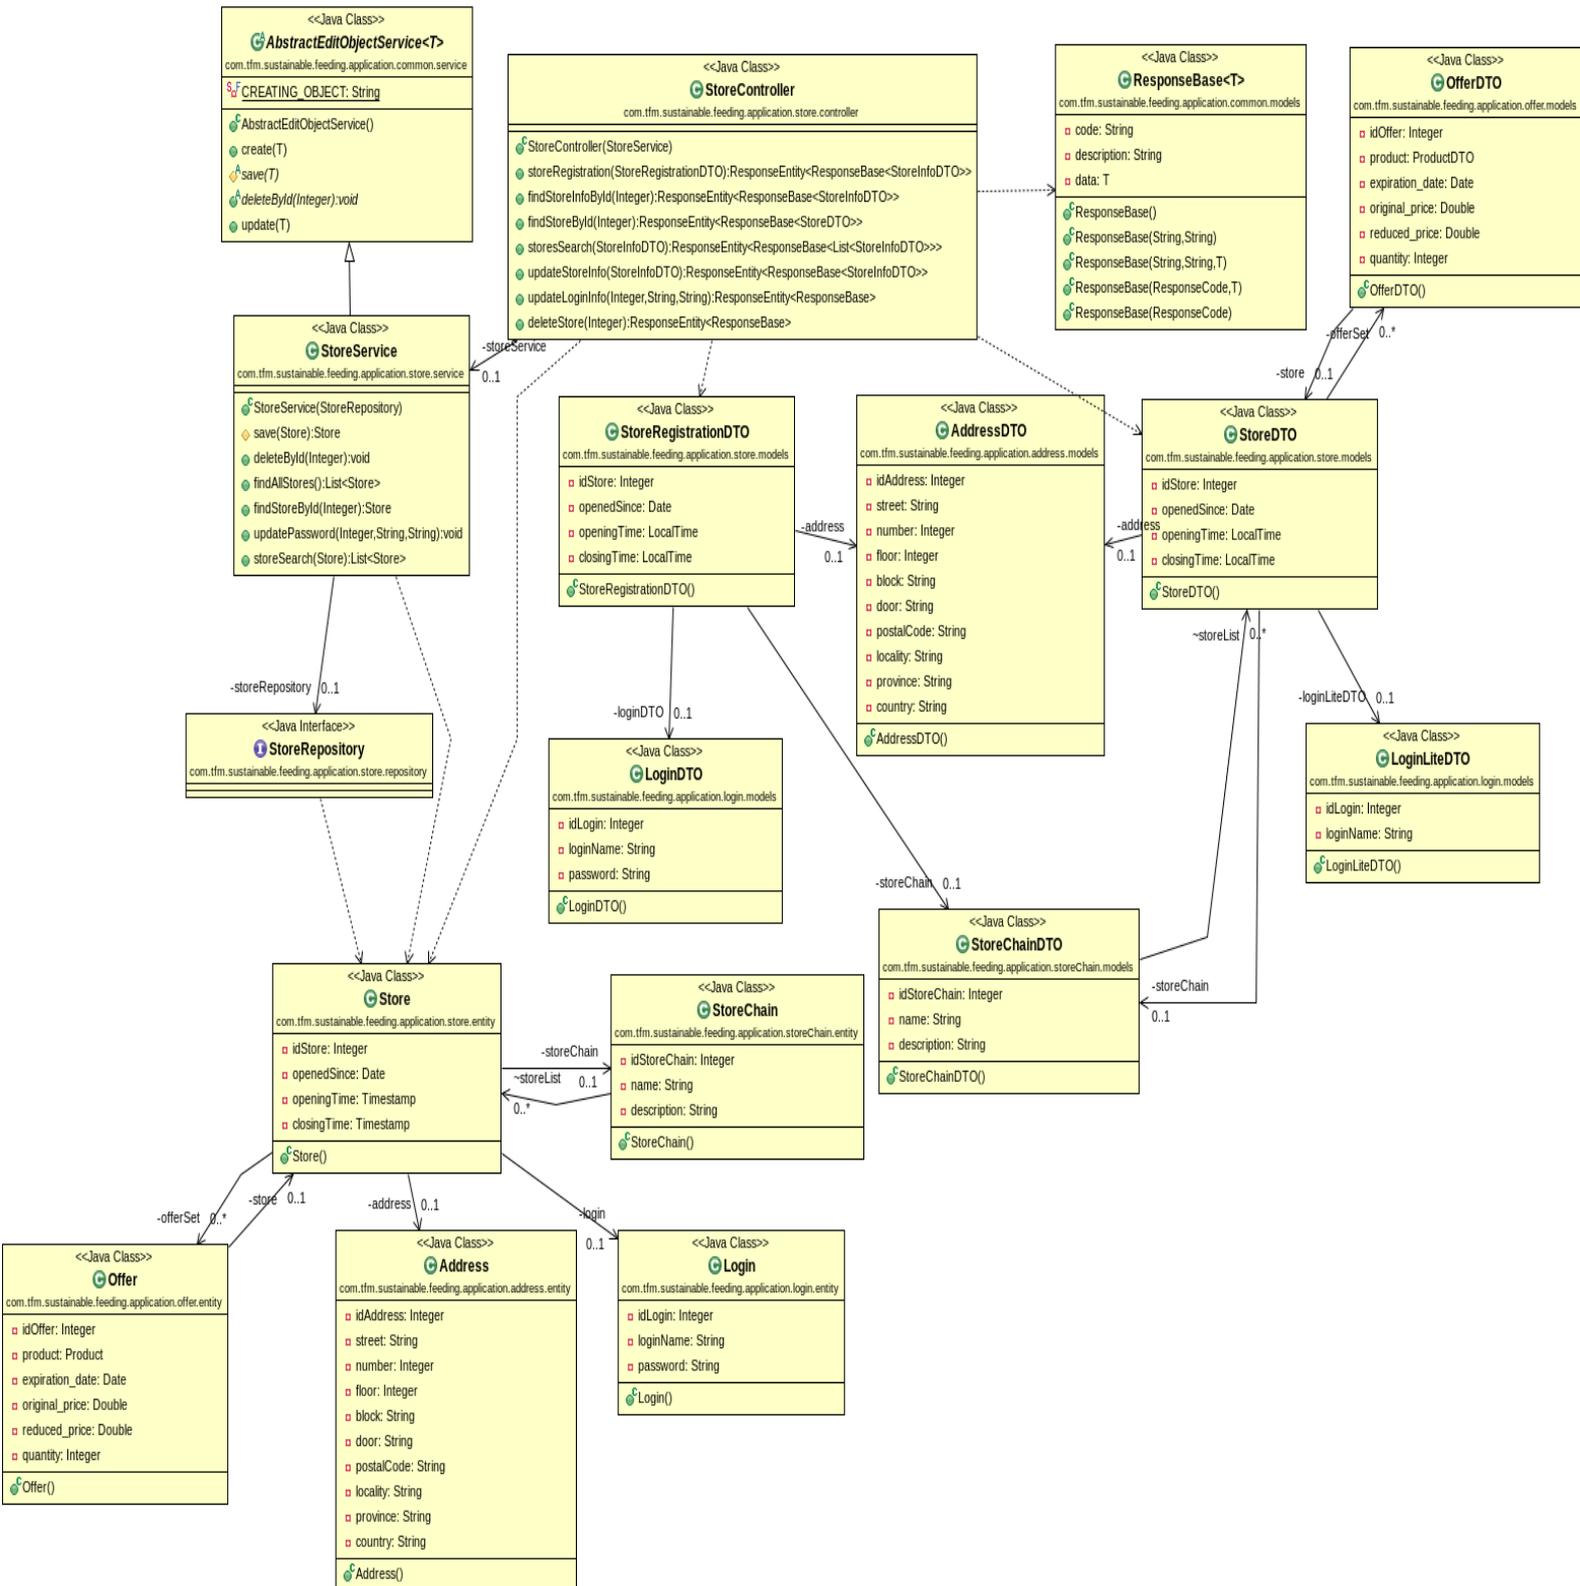 <<Java Class>>
AbstractEditObjectService<T>
com.tfm.sustainable.feeding.application.common.service
CREATING_OBJECT: String
AbstractEditObjectService()
create(T)
save(T)
deleteById(Integer):void
update(T)
<<Java Class>>
StoreController
com.tfm.sustainable.feeding.application.store.controller
StoreController(StoreService)
storeRegistration(StoreRegistrationDTO):ResponseEntity<ResponseBase<StoreInfoDTO>>
findStoreInfoById(Integer):ResponseEntity<ResponseBase<StoreInfoDTO>>
findStoreById(Integer):ResponseEntity<ResponseBase<StoreDTO>>
storesSearch(StoreInfoDTO):ResponseEntity<ResponseBase<List<StoreInfoDTO>>>
updateStoreInfo(StoreInfoDTO):ResponseEntity<ResponseBase<StoreInfoDTO>>
updateLoginInfo(Integer,String,String):ResponseEntity<ResponseBase>
deleteStore(Integer):ResponseEntity<ResponseBase>
<<Java Class>>
ResponseBase<T>
com.tfm.sustainable.feeding.application.common.models
code: String
description: String
data: T
ResponseBase()
ResponseBase(String,String)
ResponseBase(String,String,T)
ResponseBase(ResponseCode,T)
ResponseBase(ResponseCode)
<<Java Class>>
OfferDTO
com.tfm.sustainable.feeding.application.offer.models
idOffer: Integer
product: ProductDTO
expiration_date: Date
original_price: Double
reduced_price: Double
quantity: Integer
OfferDTO()
-offerSet
0..*
-store
0..1
<<Java Class>>
StoreService
com.tfm.sustainable.feeding.application.store.service
StoreService(StoreRepository)
save(Store):Store
deleteById(Integer):void
findAllStores():List<Store>
findStoreById(Integer):Store
updatePassword(Integer,String,String):void
storeSearch(Store):List<Store>
-storeService
0..1
<<Java Class>>
StoreRegistrationDTO
com.tfm.sustainable.feeding.application.store.models
idStore: Integer
openedSince: Date
openingTime: LocalTime
closingTime: LocalTime
StoreRegistrationDTO()
-address
0..1
<<Java Class>>
AddressDTO
com.tfm.sustainable.feeding.application.address.models
idAddress: Integer
street: String
number: Integer
floor: Integer
block: String
door: String
postalCode: String
locality: String
province: String
country: String
AddressDTO()
-address
0..1
<<Java Class>>
StoreDTO
com.tfm.sustainable.feeding.application.store.models
idStore: Integer
openedSince: Date
openingTime: LocalTime
closingTime: LocalTime
StoreDTO()
~storeList
0..*
-loginLiteDTO
0..1
-storeRepository
0..1
<<Java Interface>>
StoreRepository
com.tfm.sustainable.feeding.application.store.repository
-loginDTO
0..1
<<Java Class>>
LoginDTO
com.tfm.sustainable.feeding.application.login.models
idLogin: Integer
loginName: String
password: String
LoginDTO()
<<Java Class>>
LoginLiteDTO
com.tfm.sustainable.feeding.application.login.models
idLogin: Integer
loginName: String
LoginLiteDTO()
-storeChain
0..1
<<Java Class>>
StoreChainDTO
com.tfm.sustainable.feeding.application.storeChain.models
idStoreChain: Integer
name: String
description: String
StoreChainDTO()
-storeChain
0..1
<<Java Class>>
Store
com.tfm.sustainable.feeding.application.store.entity
idStore: Integer
openedSince: Date
openingTime: Timestamp
closingTime: Timestamp
Store()
-storeChain
0..1
~storeList
0..*
<<Java Class>>
StoreChain
com.tfm.sustainable.feeding.application.storeChain.entity
idStoreChain: Integer
name: String
description: String
StoreChain()
-offerSet
0..*
-store
0..1
-address
0..1
-login
0..1
<<Java Class>>
Offer
com.tfm.sustainable.feeding.application.offer.entity
idOffer: Integer
product: Product
expiration_date: Date
original_price: Double
reduced_price: Double
quantity: Integer
Offer()
<<Java Class>>
Address
com.tfm.sustainable.feeding.application.address.entity
idAddress: Integer
street: String
number: Integer
floor: Integer
block: String
door: String
postalCode: String
locality: String
province: String
country: String
Address()
<<Java Class>>
Login
com.tfm.sustainable.feeding.application.login.entity
idLogin: Integer
loginName: String
password: String
Login()